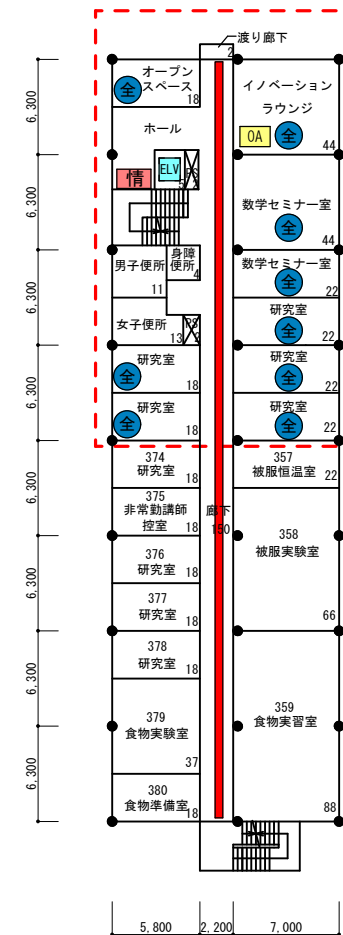 渡り廊下
2
オープン
スペース
全
18
イノベーション
ラウンジ
OA
全
44
ホール
情
ELV
PS
5
数学セミナー室
全
44
身障
便所
4
男子便所
11
数学セミナー室
全
22
女子便所
13
PS
2
研究室
全
22
研究室
全
18
研究室
全
22
研究室
全
18
研究室
全
22
374
研究室
18
357
被服恒温室
22
375
非常勤講師
控室
18
廊下
150
358
被服実験室
66
376
研究室
18
377
研究室
18
378
研究室
18
379
食物実験室
37
359
食物実習室
88
380
食物準備室
18
6,300
6,300
6,300
6,300
6,300
6,300
6,300
6,300
5,800
2,200
7,000